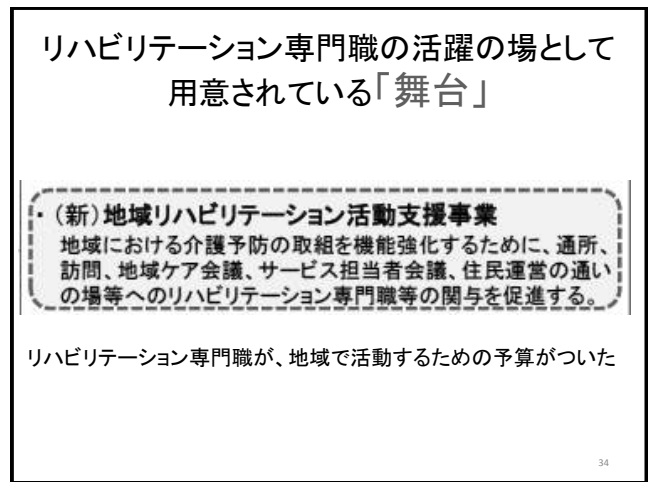 リハビリテーション専門職の活躍の場として
用意されている「舞台」
・（新）地域リハビリテーション活動支援事業
地域における介護予防の取組を機能強化するために、通所、
訪問、地域ケア会議、サービス担当者会議、住民運営の通い
の場等へのリハビリテーション専門職等の関与を促進する。
リハビリテーション専門職が、地域で活動するための予算がついた
34